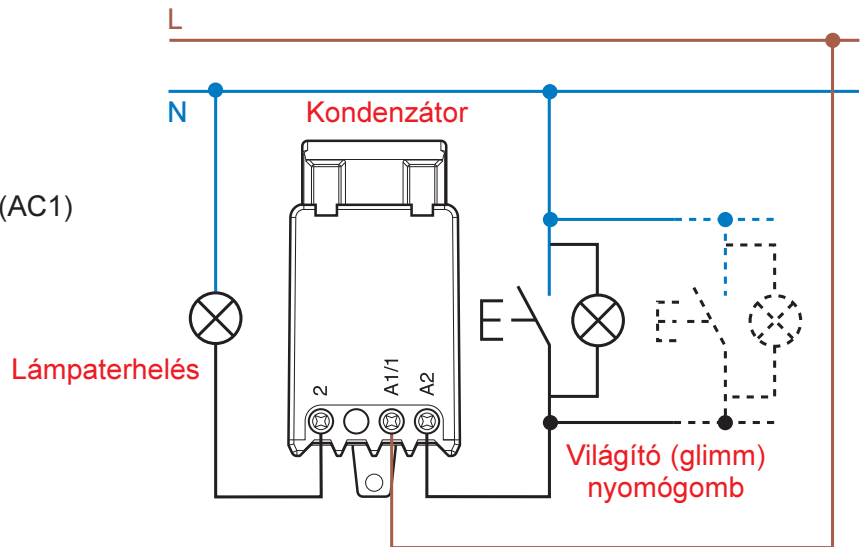 L
N
Kondenzátor
(AC1)
Lámpaterhelés
2
A1/1
A2
Világító (glimm)
nyomógomb